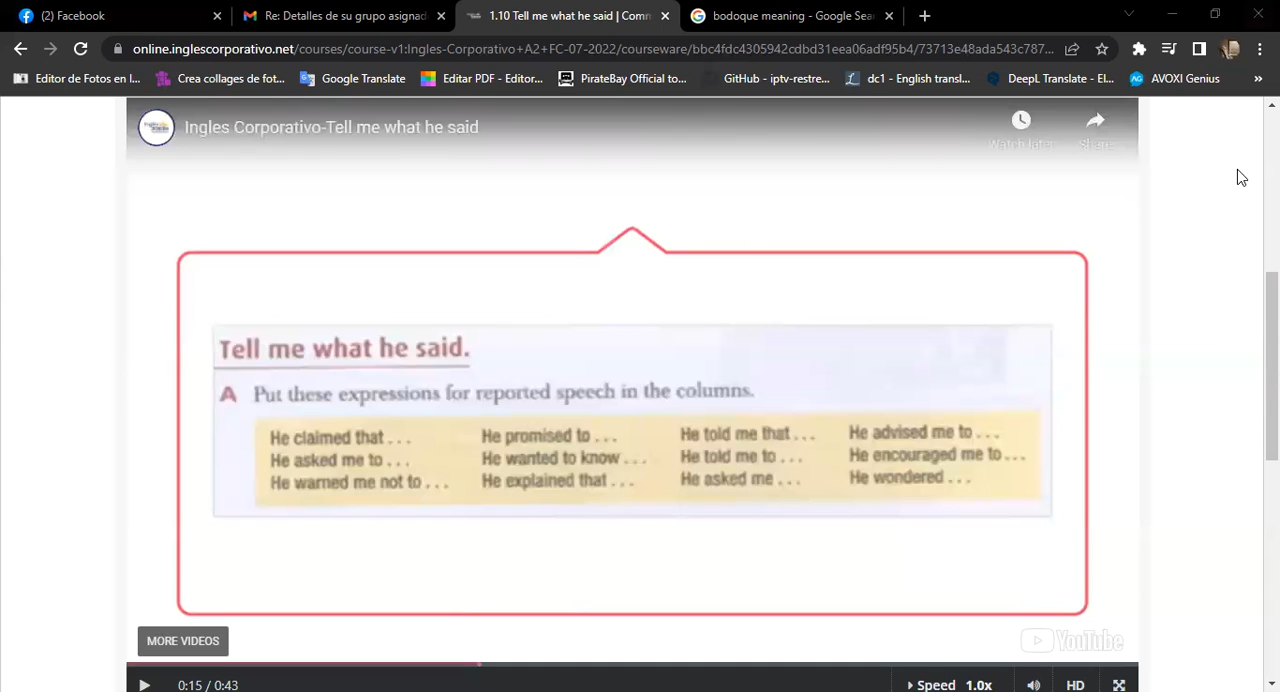 (2) Facebook
Re: Detalles de su grupo asignad
1.10 Tell me what he said | Comm
bodoque meaning - Google Sea
online.inglescorporativo.net/courses/course-v1:Ingles-Corporativo+A2+FC-07-2022/courseware/bbc4fdc4305942cdbd31eea06adf95b4/73713e48ada543c787...
Editor de Fotos en l...
Crea collages de fot...
Google Translate
Editar PDF - Editor...
PirateBay Official to...
GitHub - iptv-restre...
dc1 - English transl...
DeepL Translate - El...
AVOXI Genius
Ingles Corporativo-Tell me what he said
Watch later
Share
Tell me what he said.
A Put these expressions for reported speech in the columns.
He claimed that . . . He promised to . . . He told me that . . . He advised me to . . .
He asked me to . . . He wanted to know . . . He told me to . . . He encouraged me to . . .
He warned me not to . . . He explained that . . . He asked me . . . He wondered . . .
MORE VIDEOS
YouTube
0:15 / 0:43
Speed 1.0x
HD